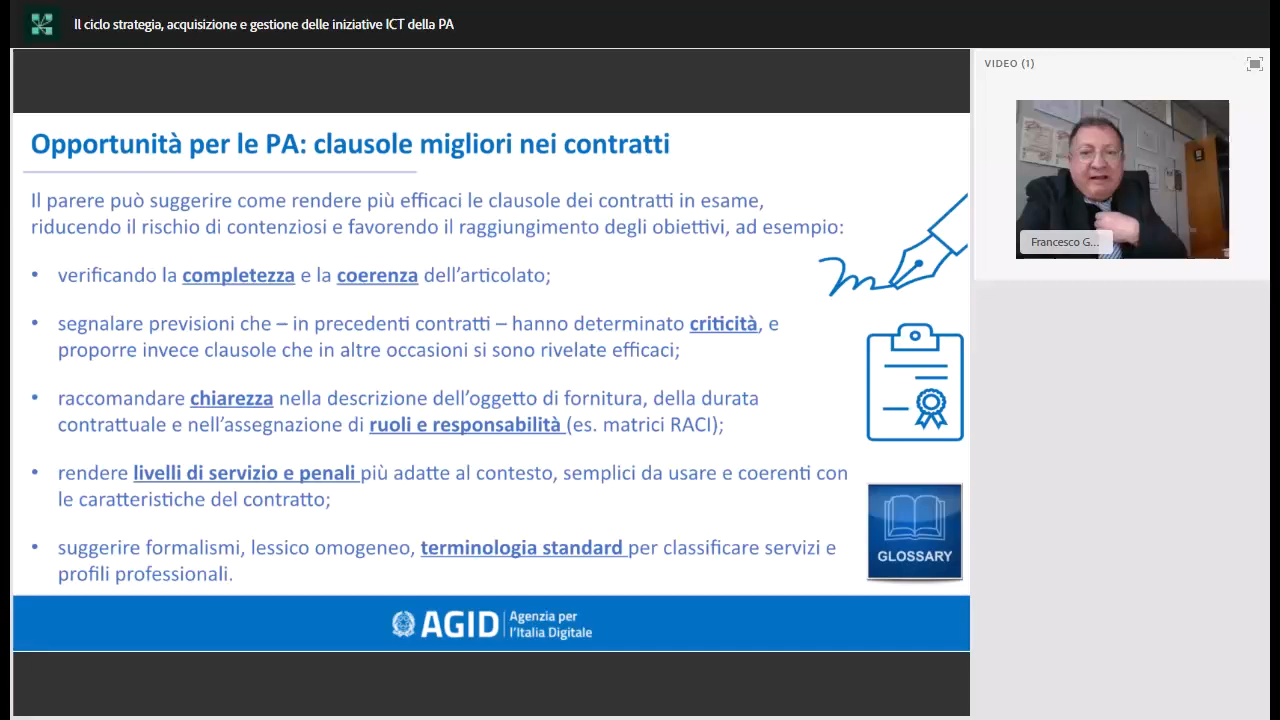 Il ciclo strategia, acquisizione e gestione delle iniziative ICT della PA
VIDEO (1)
Francesco G...
Opportunità per le PA: clausole migliori nei contratti
Il parere può suggerire come rendere più efficaci le clausole dei contratti in esame,
riducendo il rischio di contenziosi e favorendo il raggiungimento degli obiettivi, ad esempio:
• verificando la completezza e la coerenza dell’articolato;
• segnalare previsioni che – in precedenti contratti – hanno determinato criticità, e
proporre invece clausole che in altre occasioni si sono rivelate efficaci;
• raccomandare chiarezza nella descrizione dell’oggetto di fornitura, della durata
contrattuale e nell’assegnazione di ruoli e responsabilità (es. matrici RACI);
• rendere livelli di servizio e penali più adatte al contesto, semplici da usare e coerenti con
le caratteristiche del contratto;
• suggerire formalismi, lessico omogeneo, terminologia standard per classificare servizi e
profili professionali.
GLOSSARY
AGID
Agenzia per
l’Italia Digitale